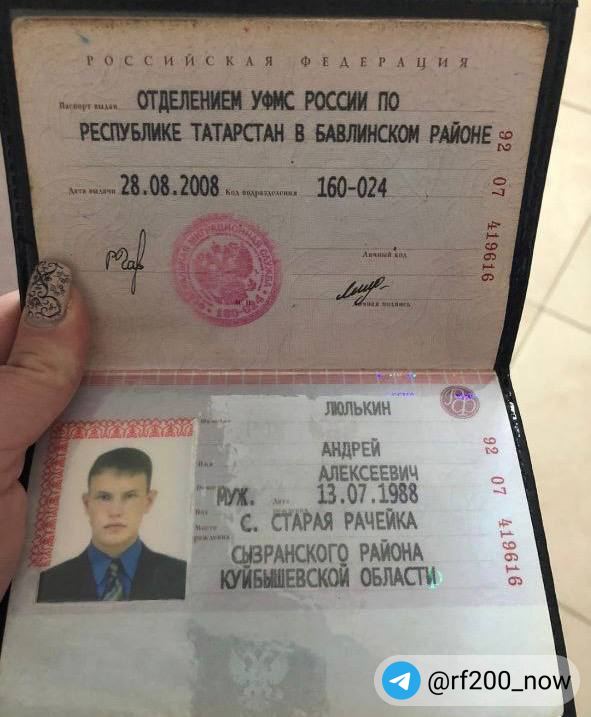 РОССИЙСКАЯ ФЕДЕРАЦИЯ
Паспорт выдан ОТДЕЛЕНИЕМ УФМС РОССИИ ПО
РЕСПУБЛИКЕ ТАТАРСТАН В БАВЛИНСКОМ РАЙОНЕ
Дата выдачи 28.08.2008 Код подразделения 160-024
92 07 419616
Личный код
Личная подпись
ЛЮЛЬКИН
Имя АНДРЕЙ
АЛЕКСЕЕВИЧ
МУЖ. 13.07.1988
Место рождения С. СТАРАЯ РАЧЕЙКА
СЫЗРАНСКОГО РАЙОНА
КУЙБЫШЕВСКОЙ ОБЛАСТИ
92 07 419616
@rf200_now